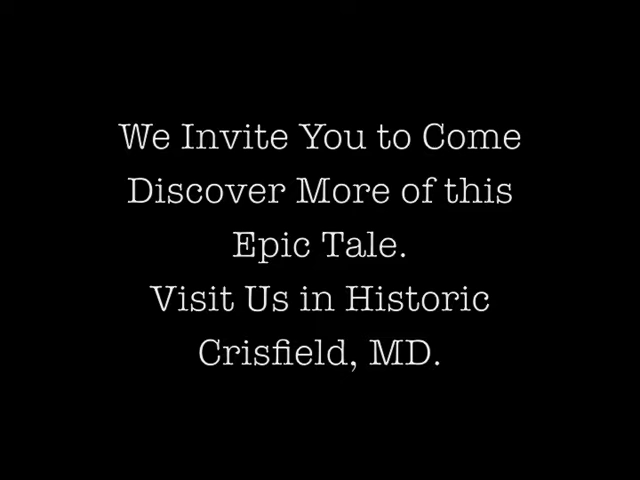 We Invite You to Come
Discover More of this
Epic Tale.
Visit Us in Historic
Crisfield, MD.